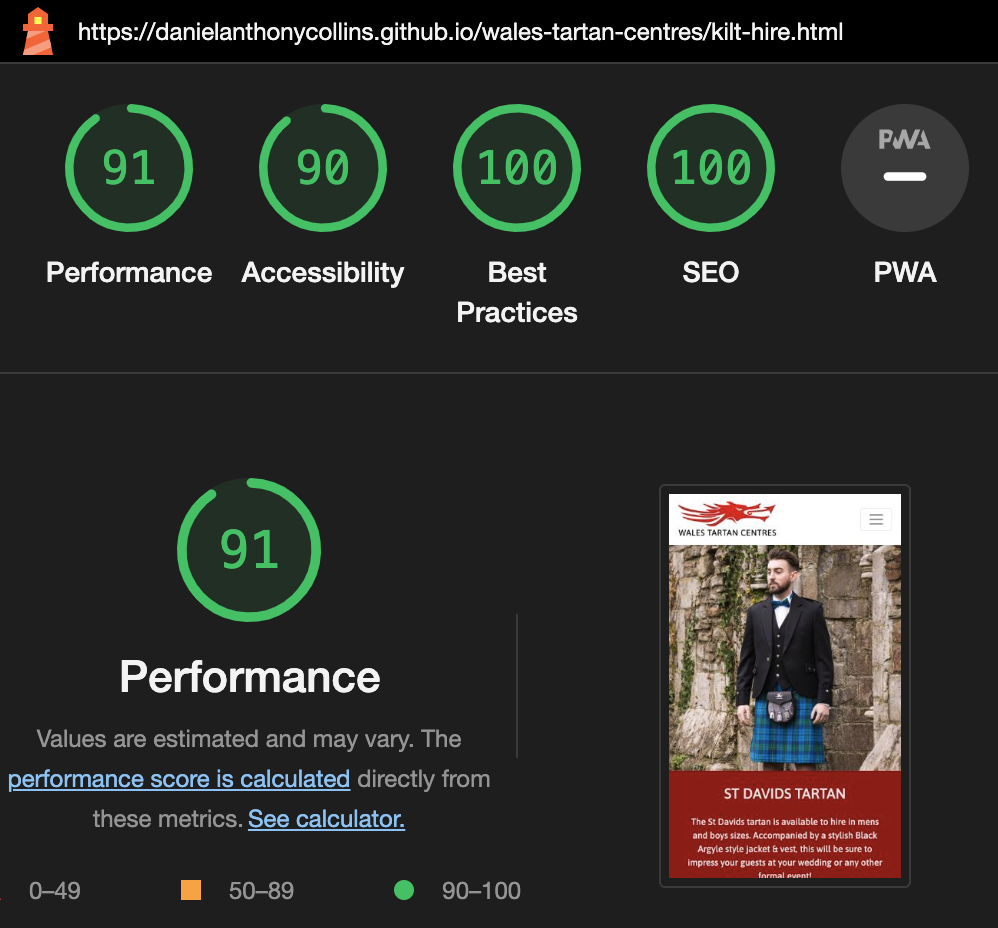 https://danielanthonycollins.github.io/wales-tartan-centres/kilt-hire.html
91
90
100
100
PWA
Performance
Accessibility
Best
Practices
SEO
PWA
91
Performance
Values are estimated and may vary. The
performance score is calculated directly from
these metrics. See calculator.
0–49
50–89
90–100
WALES TARTAN CENTRES
ST DAVIDS TARTAN
The St Davids tartan is available to hire in mens
and boys sizes. Accompanied by a stylish Black
Argyle style jacket & vest, this will be sure to
impress your guests at your wedding or any other
formal event!